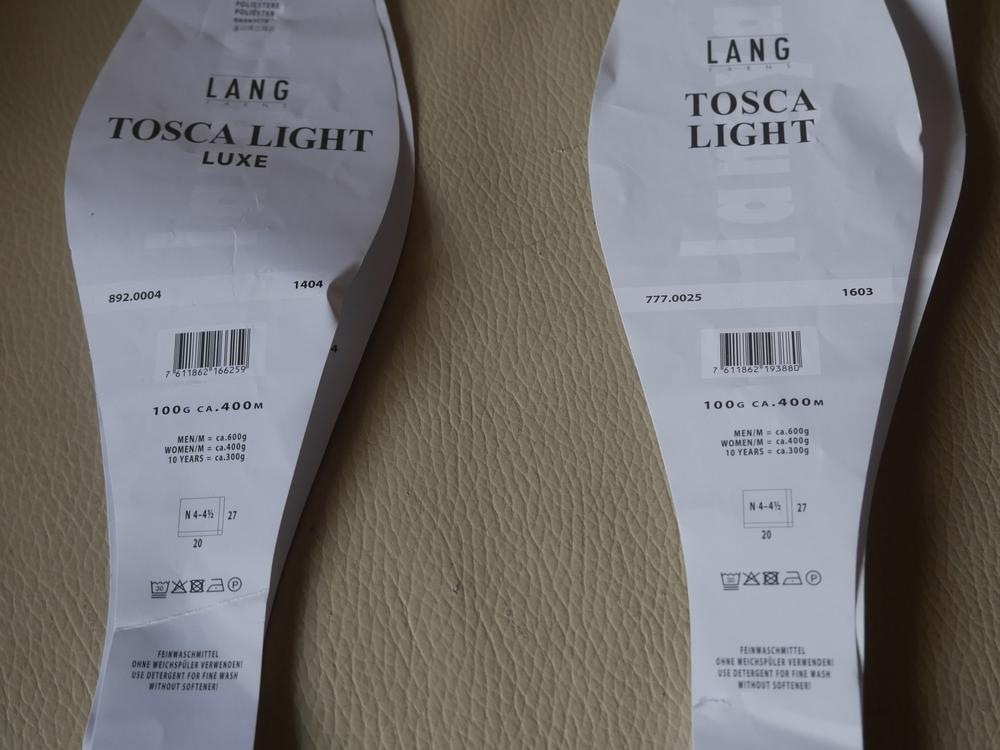 POLIÉSTER
LANG
YARNS
TOSCA LIGHT
LUXE
892.0004
1404
7 611862 166259
100G CA.400M
MEN/M = ca.600g
WOMEN/M = ca.400g
10 YEARS = ca.300g
N 4–4½
27
20
30
P
FEINWASCHMITTEL
OHNE WEICHSPÜLER VERWENDEN!
USE DETERGENT FOR FINE WASH
WITHOUT SOFTENER!
4
LANG
YARNS
TOSCA
LIGHT
777.0025
1603
7 611862 193880
100G CA.400M
MEN/M = ca.600g
WOMEN/M = ca.400g
10 YEARS = ca.300g
N 4–4½
27
20
30
P
FEINWASCHMITTEL
OHNE WEICHSPÜLER VERWENDEN!
USE DETERGENT FOR FINE WASH
WITHOUT SOFTENER!